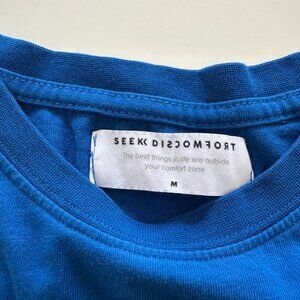 SEEK DISCOMFORT
The best things in life are outside
your comfort zone
M